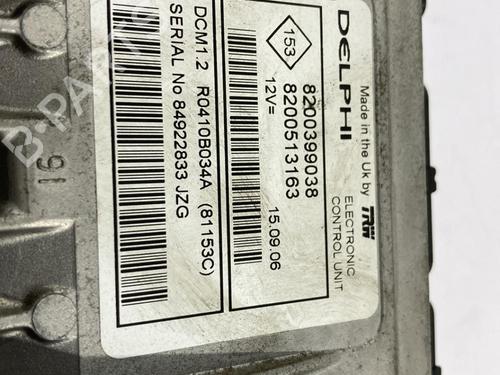 DELPHI
Made in
the Uk by
TRW
ELECTRONIC
CONTROL UNIT
153
8200399038
8200513163
12V=
15.09.06
DCM1.2 R0410B034A (81153C)
SERIAL No 84922833 JZG
B-PARTS